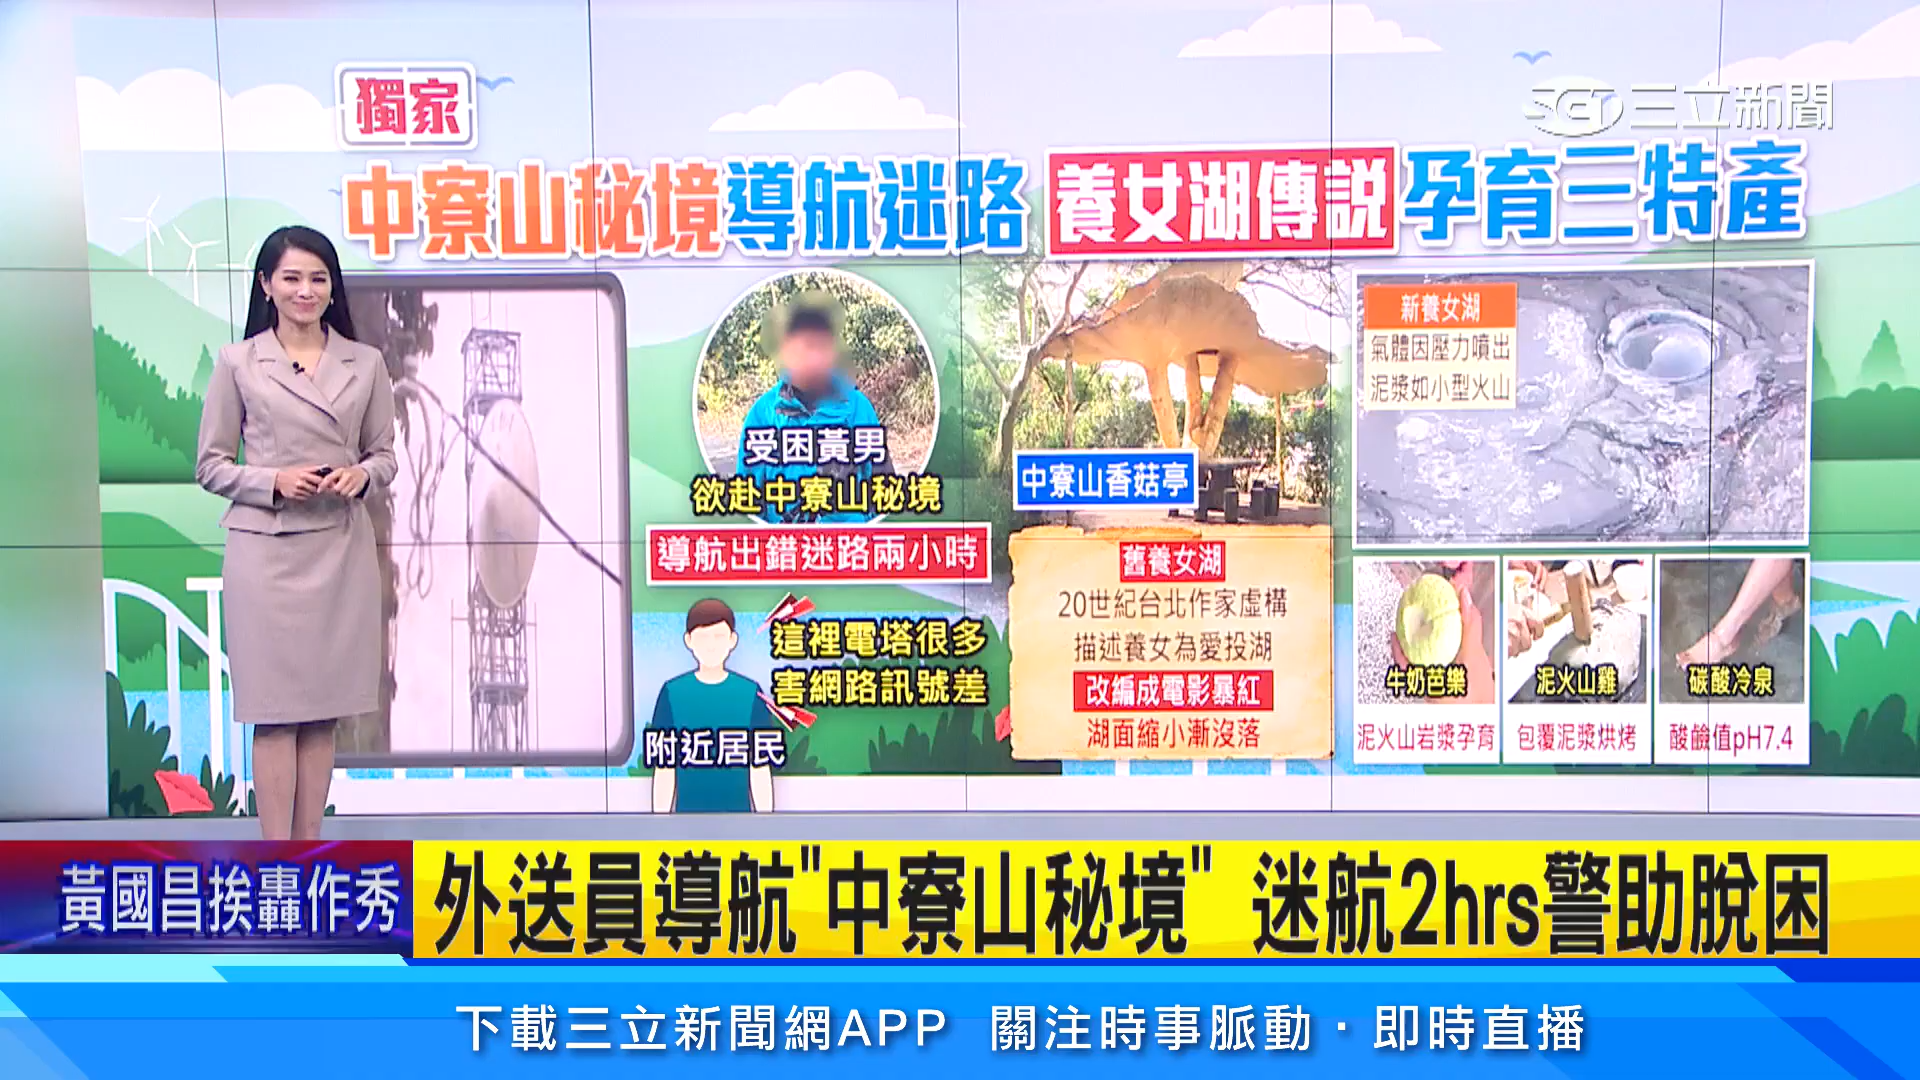 獨家
SET三立新聞
中寮山秘境導航迷路 養女湖傳說孕育三特產
受困黃男
欲赴中寮山秘境
導航出錯迷路兩小時
這裡電塔很多
害網路訊號差
附近居民
中寮山香菇亭
舊養女湖
20世紀台北作家虛構
描述養女為愛投湖
改編成電影暴紅
湖面縮小漸沒落
新養女湖
氣體因壓力噴出
泥漿如小型火山
牛奶芭樂
泥火山岩漿孕育
泥火山雞
包覆泥漿烘烤
碳酸冷泉
酸鹼值pH7.4
黃國昌挨轟作秀
外送員導航"中寮山秘境" 迷航2hrs警助脫困
下載三立新聞網APP 關注時事脈動・即時直播